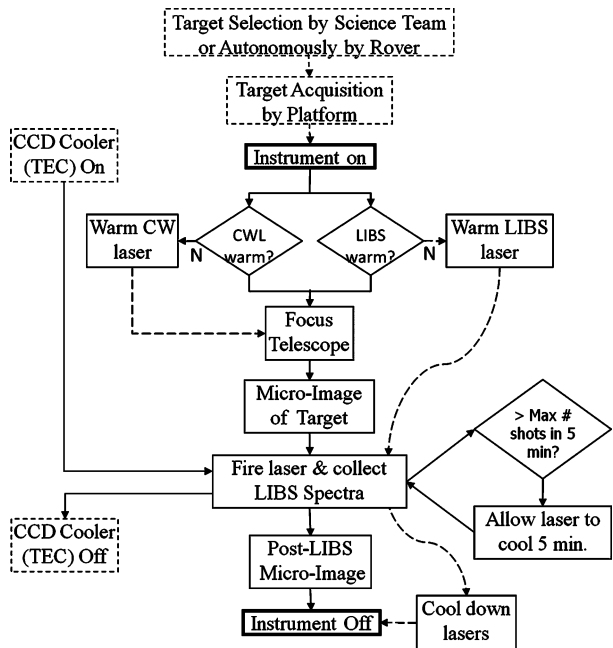 Target Selection by Science Team
or Autonomously by Rover
Target Acquisition
by Platform
CCD Cooler
(TEC) On
Instrument on
Warm CW
laser
N
CWL
warm?
LIBS
warm?
N
Warm LIBS
laser
Focus
Telescope
Micro-Image
of Target
> Max #
shots in 5
min?
Fire laser & collect
LIBS Spectra
Allow laser to
cool 5 min.
CCD Cooler
(TEC) Off
Post-LIBS
Micro-Image
Instrument Off
Cool down
lasers